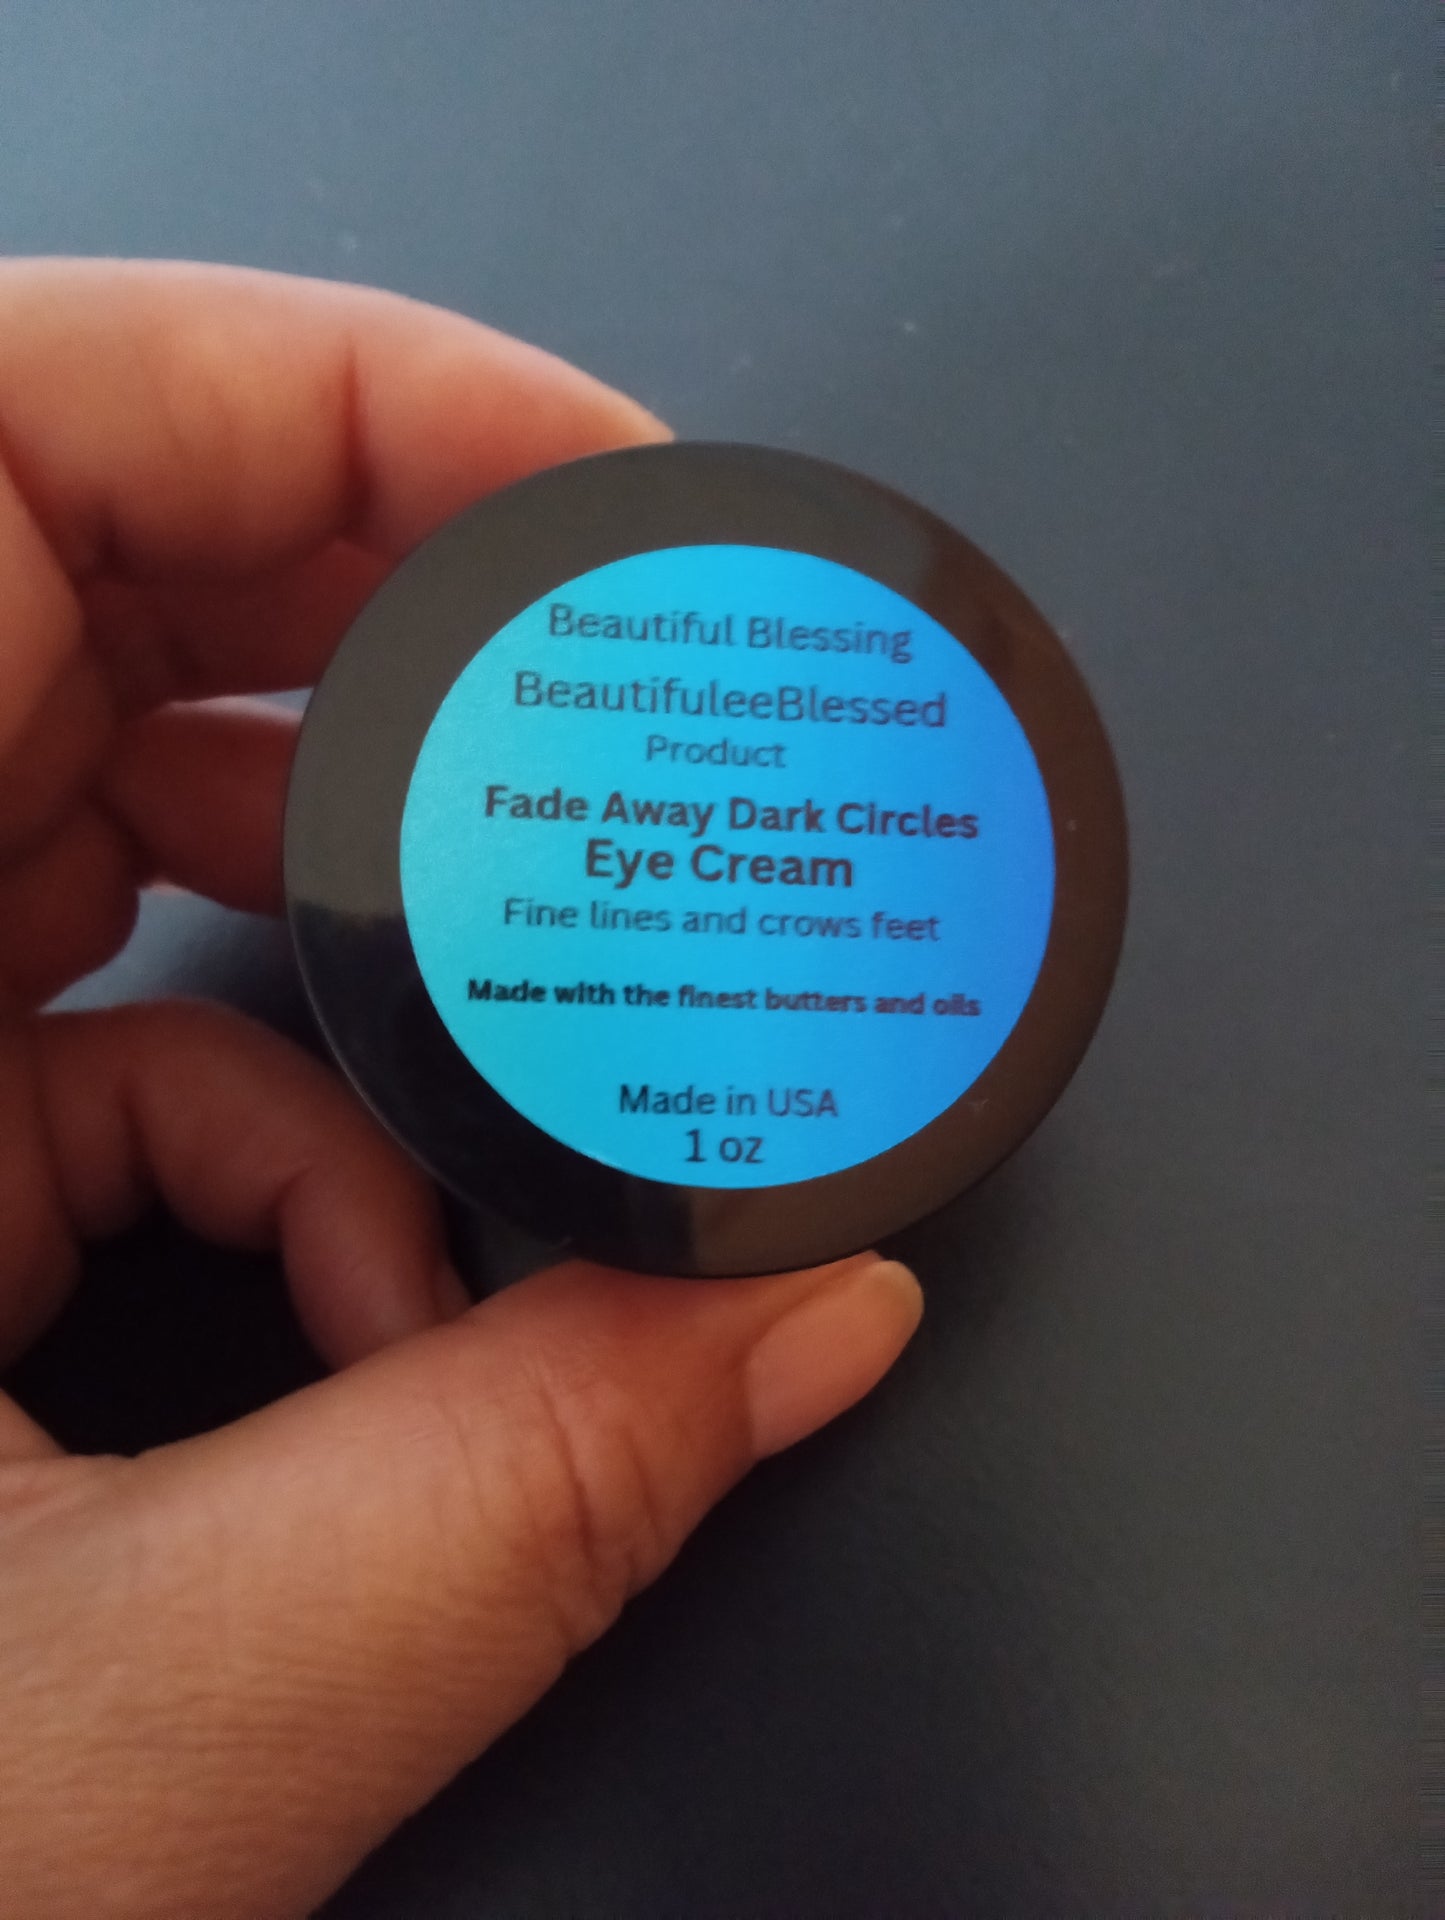 Beautiful Blessing
BeautifuleeBlessed
Product
Fade Away Dark Circles
Eye Cream
Fine lines and crows feet
Made with the finest butters and oils
Made in USA
1 oz